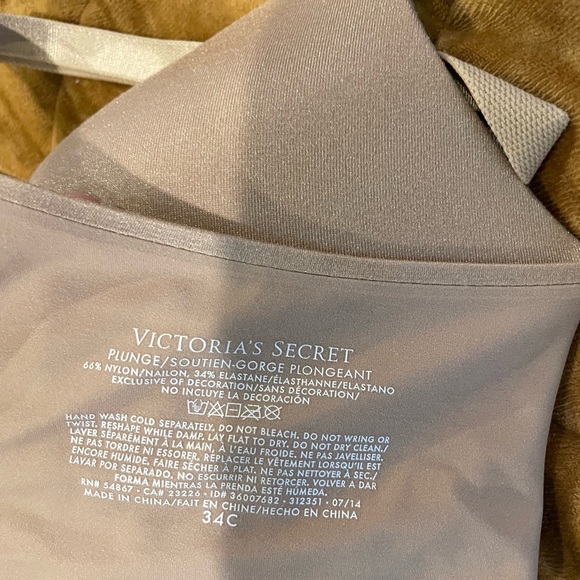 VICTORIA'S SECRET
PLUNGE/SOUTIEN-GORGE PLONGEANT
66% NYLON/NAILON, 34% ELASTANE/ÉLASTHANNE/ELASTANO
EXCLUSIVE OF DECORATION/SANS DÉCORATION/
NO INCLUYE LA DECORACIÓN
HAND WASH COLD SEPARATELY. DO NOT BLEACH. DO NOT WRING OR
TWIST. RESHAPE WHILE DAMP. LAY FLAT TO DRY. DO NOT DRY CLEAN./
LAVER SÉPARÉMENT À LA MAIN, À L'EAU FROIDE. NE PAS JAVELLISER.
NE PAS TORDRE NI ESSORER. REPLACER LE VÊTEMENT LORSQU'IL EST
ENCORE HUMIDE. FAIRE SÉCHER À PLAT. NE PAS NETTOYER À SEC./
LAVAR POR SEPARADO. NO ESCURRIR NI RETORCER. VOLVER A DAR
FORMA MIENTRAS LA PRENDA ESTÉ HÚMEDA.
RN# 54867 • CA# 23226 • ID# 36007682 • 312351 • 07/14
MADE IN CHINA/FAIT EN CHINE/HECHO EN CHINA
34C